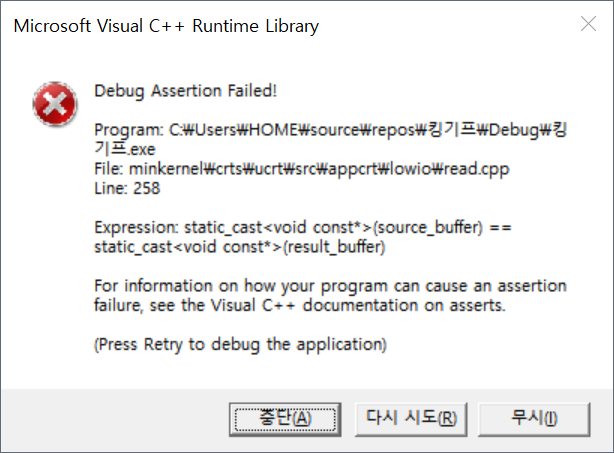 Microsoft Visual C++ Runtime Library
Debug Assertion Failed!
Program: C:₩Users₩HOME₩source₩repos₩킹기프₩Debug₩킹
기프.exe
File: minkernel₩crts₩ucrt₩src₩appcrt₩lowio₩read.cpp
Line: 258
Expression: static_cast<void const*>(source_buffer) ==
static_cast<void const*>(result_buffer)
For information on how your program can cause an assertion
failure, see the Visual C++ documentation on asserts.
(Press Retry to debug the application)
중단(A)
다시 시도(R)
무시(I)